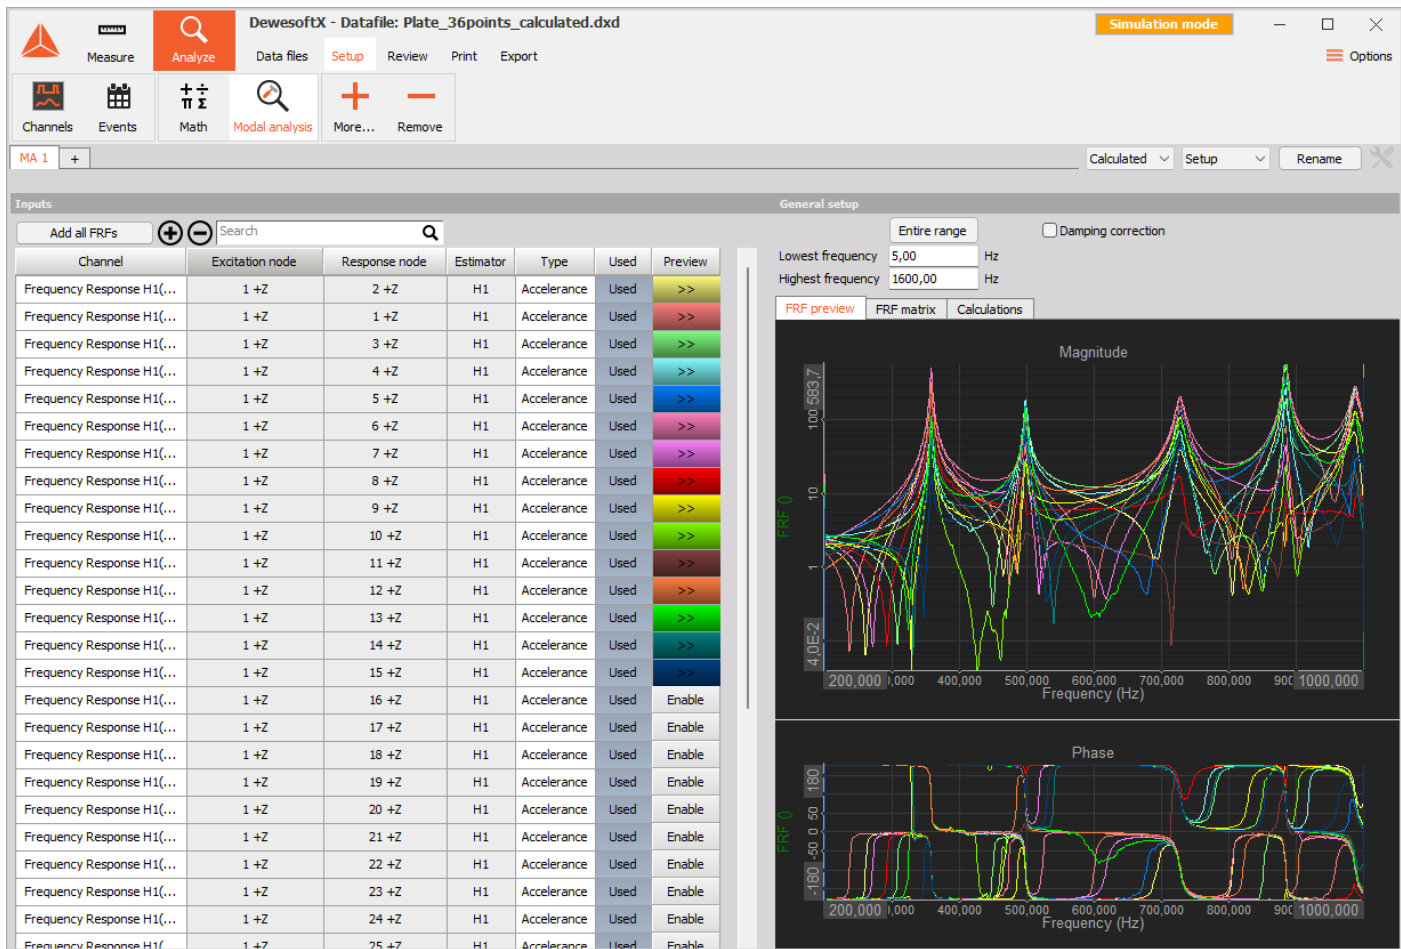 DewesoftX - Datafile: Plate_36points_calculated.dxd
Simulation mode
Measure
Analyze
Data files
Setup
Review
Print
Export
Options
Channels
Events
Math
Modal analysis
More...
Remove
MA 1
+
Calculated
Setup
Rename
Inputs
Add all FRFs
Search
Channel Excitation node Response node Estimator Type Used Preview
Frequency Response H1(... 1 +Z 2 +Z H1 Accelerance Used >>
Frequency Response H1(... 1 +Z 1 +Z H1 Accelerance Used >>
Frequency Response H1(... 1 +Z 3 +Z H1 Accelerance Used >>
Frequency Response H1(... 1 +Z 4 +Z H1 Accelerance Used >>
Frequency Response H1(... 1 +Z 5 +Z H1 Accelerance Used >>
Frequency Response H1(... 1 +Z 6 +Z H1 Accelerance Used >>
Frequency Response H1(... 1 +Z 7 +Z H1 Accelerance Used >>
Frequency Response H1(... 1 +Z 8 +Z H1 Accelerance Used >>
Frequency Response H1(... 1 +Z 9 +Z H1 Accelerance Used >>
Frequency Response H1(... 1 +Z 10 +Z H1 Accelerance Used >>
Frequency Response H1(... 1 +Z 11 +Z H1 Accelerance Used >>
Frequency Response H1(... 1 +Z 12 +Z H1 Accelerance Used >>
Frequency Response H1(... 1 +Z 13 +Z H1 Accelerance Used >>
Frequency Response H1(... 1 +Z 14 +Z H1 Accelerance Used >>
Frequency Response H1(... 1 +Z 15 +Z H1 Accelerance Used >>
Frequency Response H1(... 1 +Z 16 +Z H1 Accelerance Used Enable
Frequency Response H1(... 1 +Z 17 +Z H1 Accelerance Used Enable
Frequency Response H1(... 1 +Z 18 +Z H1 Accelerance Used Enable
Frequency Response H1(... 1 +Z 19 +Z H1 Accelerance Used Enable
Frequency Response H1(... 1 +Z 20 +Z H1 Accelerance Used Enable
Frequency Response H1(... 1 +Z 21 +Z H1 Accelerance Used Enable
Frequency Response H1(... 1 +Z 22 +Z H1 Accelerance Used Enable
Frequency Response H1(... 1 +Z 23 +Z H1 Accelerance Used Enable
Frequency Response H1(... 1 +Z 24 +Z H1 Accelerance Used Enable
Frequency Response H1(... 1 +Z 25 +Z H1 Accelerance Used Enable
General setup
Entire range
Damping correction
Lowest frequency 5,00 Hz
Highest frequency 1600,00 Hz
FRF preview
FRF matrix
Calculations
Magnitude
583,7
100
10
1
4,0E-2
FRF ()
200,000 400,000 500,000 600,000 700,000 800,000 1000,000
Frequency (Hz)
Phase
180
50
0
-50
-180
FRF ()
200,000 400,000 500,000 600,000 700,000 800,000 1000,000
Frequency (Hz)